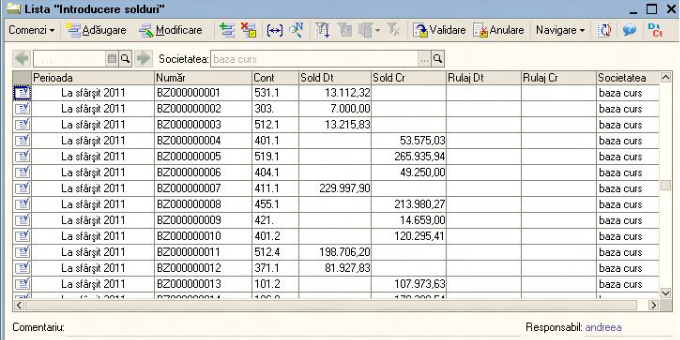 Lista "Introducere solduri"
Comenzi Adăugare Modificare Validare Anulare Navigare Dt Ct
Societatea: baza curs ...
Perioada Număr Cont Sold Dt Sold Cr Rulaj Dt Rulaj Cr Societatea
La sfârşit 2011 BZ000000001 531.1 13.112,32 baza curs
La sfârşit 2011 BZ000000002 303. 7.000,00 baza curs
La sfârşit 2011 BZ000000003 512.1 13.215,83 baza curs
La sfârşit 2011 BZ000000004 401.1 53.575,03 baza curs
La sfârşit 2011 BZ000000005 519.1 265.935,94 baza curs
La sfârşit 2011 BZ000000006 404.1 49.250,00 baza curs
La sfârşit 2011 BZ000000007 411.1 229.997,90 baza curs
La sfârşit 2011 BZ000000008 455.1 213.980,27 baza curs
La sfârşit 2011 BZ000000009 421. 14.659,00 baza curs
La sfârşit 2011 BZ000000010 401.2 120.295,41 baza curs
La sfârşit 2011 BZ000000011 512.4 198.706,20 baza curs
La sfârşit 2011 BZ000000012 371.1 81.927,83 baza curs
La sfârşit 2011 BZ000000013 101.2 107.973,63 baza curs
Comentariu: Responsabil: andreea